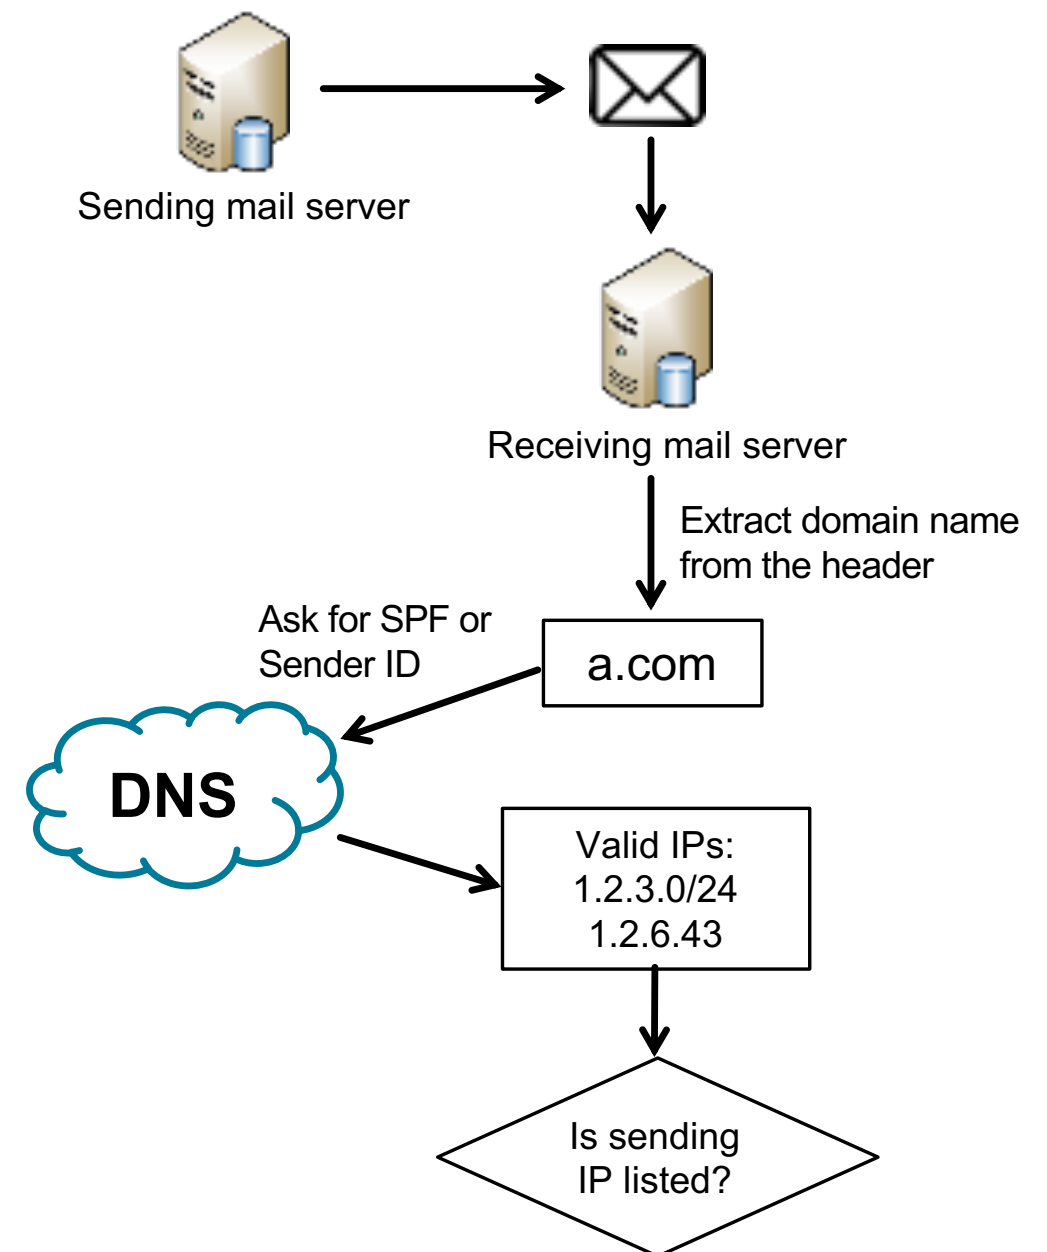 Sending mail server
Receiving mail server
Extract domain name
from the header
Ask for SPF or
Sender ID
a.com
DNS
Valid IPs:
1.2.3.0/24
1.2.6.43
Is sending
IP listed?